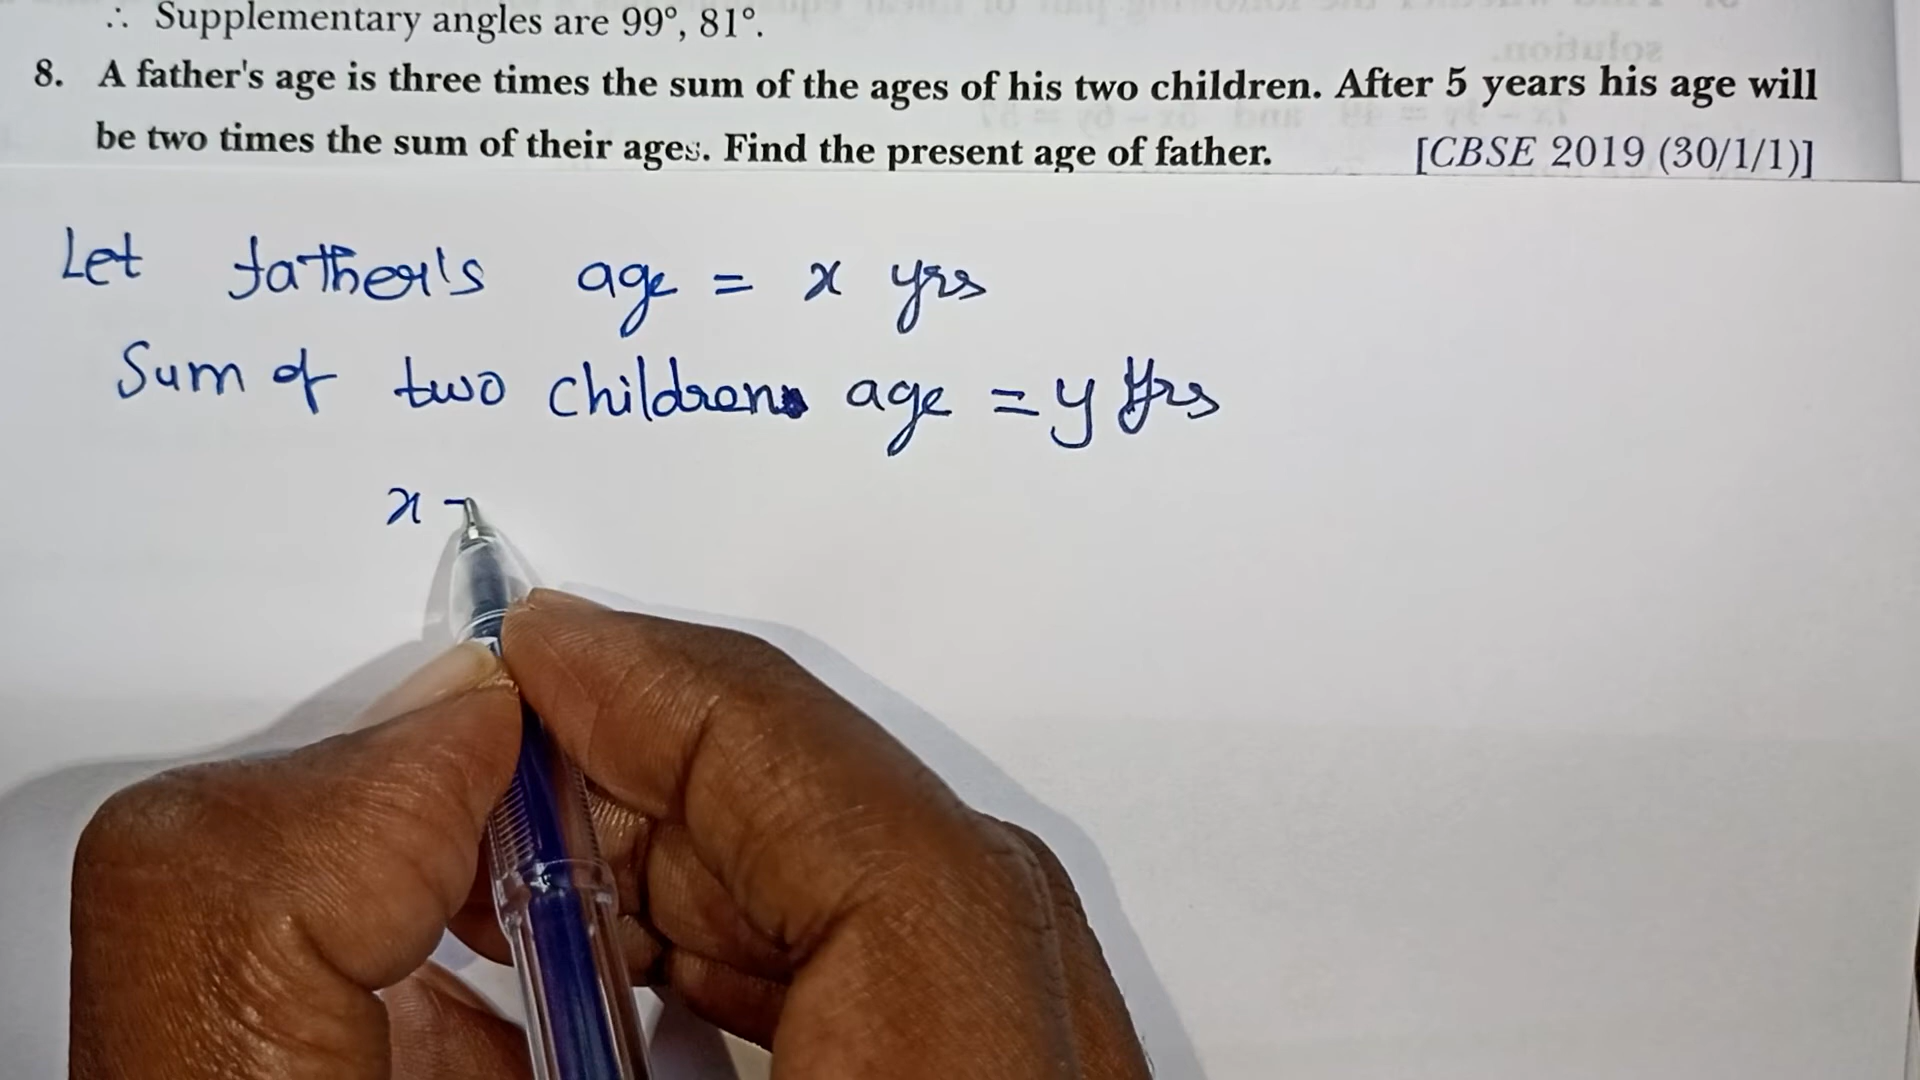 ∴ Supplementary angles are 99°, 81°.
8. A father's age is three times the sum of the ages of his two children. After 5 years his age will
be two times the sum of their ages. Find the present age of father. [CBSE 2019 (30/1/1)]
Let father's age = x yrs
Sum of two children age = y yrs
x